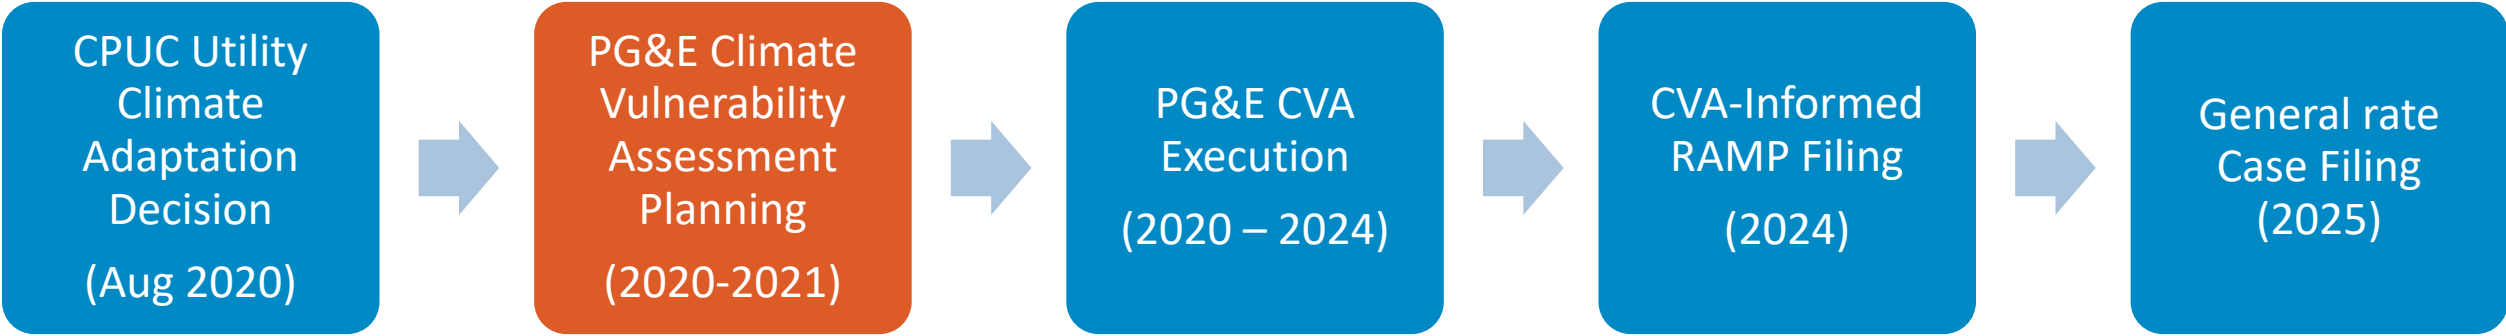 CPUC Utility
Climate
Adaptation
Decision
(Aug 2020)
PG&E Climate
Vulnerability
Assessment
Planning
(2020-2021)
PG&E CVA
Execution
(2020 – 2024)
CVA-Informed
RAMP Filing
(2024)
General rate
Case Filing
(2025)